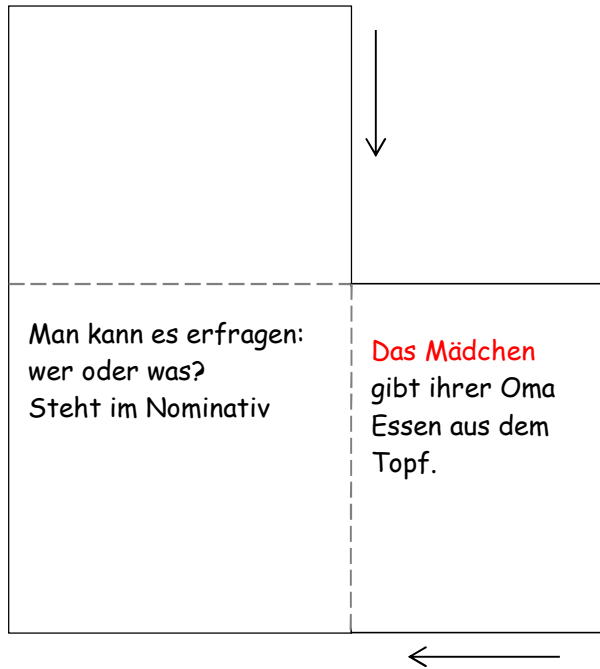 Man kann es erfragen:
wer oder was?
Steht im Nominativ
Das Mädchen
gibt ihrer Oma
Essen aus dem
Topf.